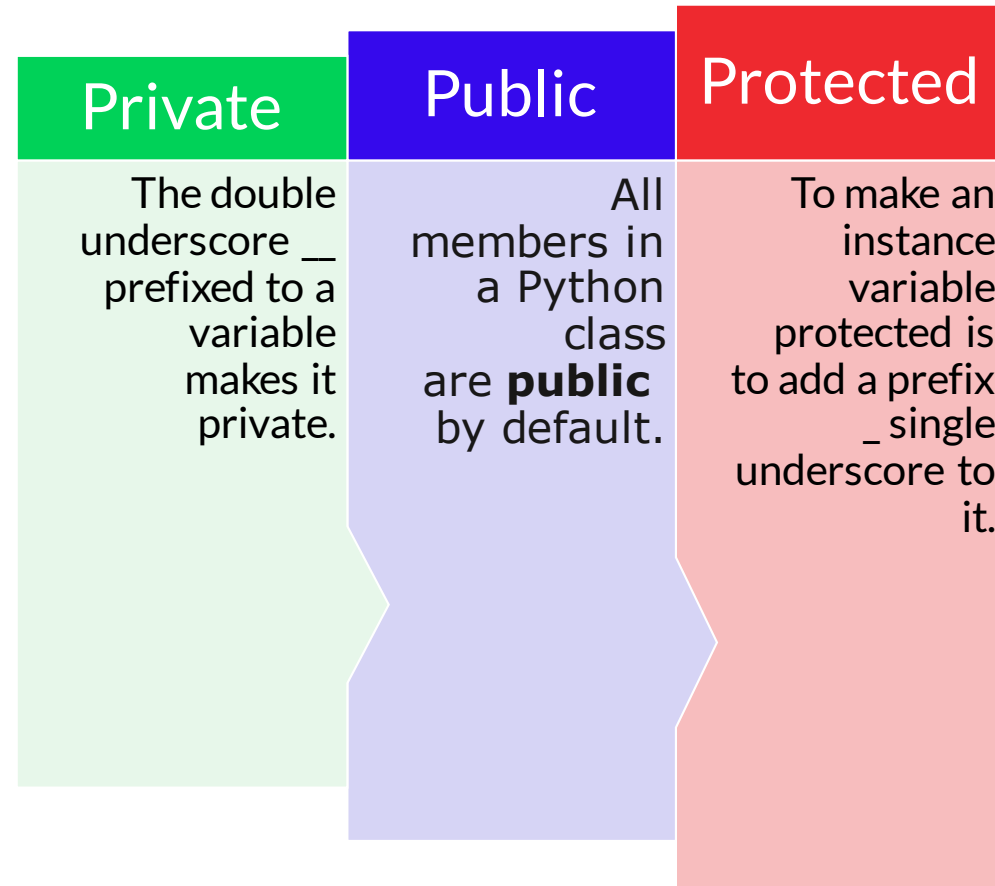 Private
The double
underscore __
prefixed to a
variable
makes it
private.
Public
All
members in
a Python
class
are public
by default.
Protected
To make an
instance
variable
protected is
to add a prefix
_ single
underscore to
it.